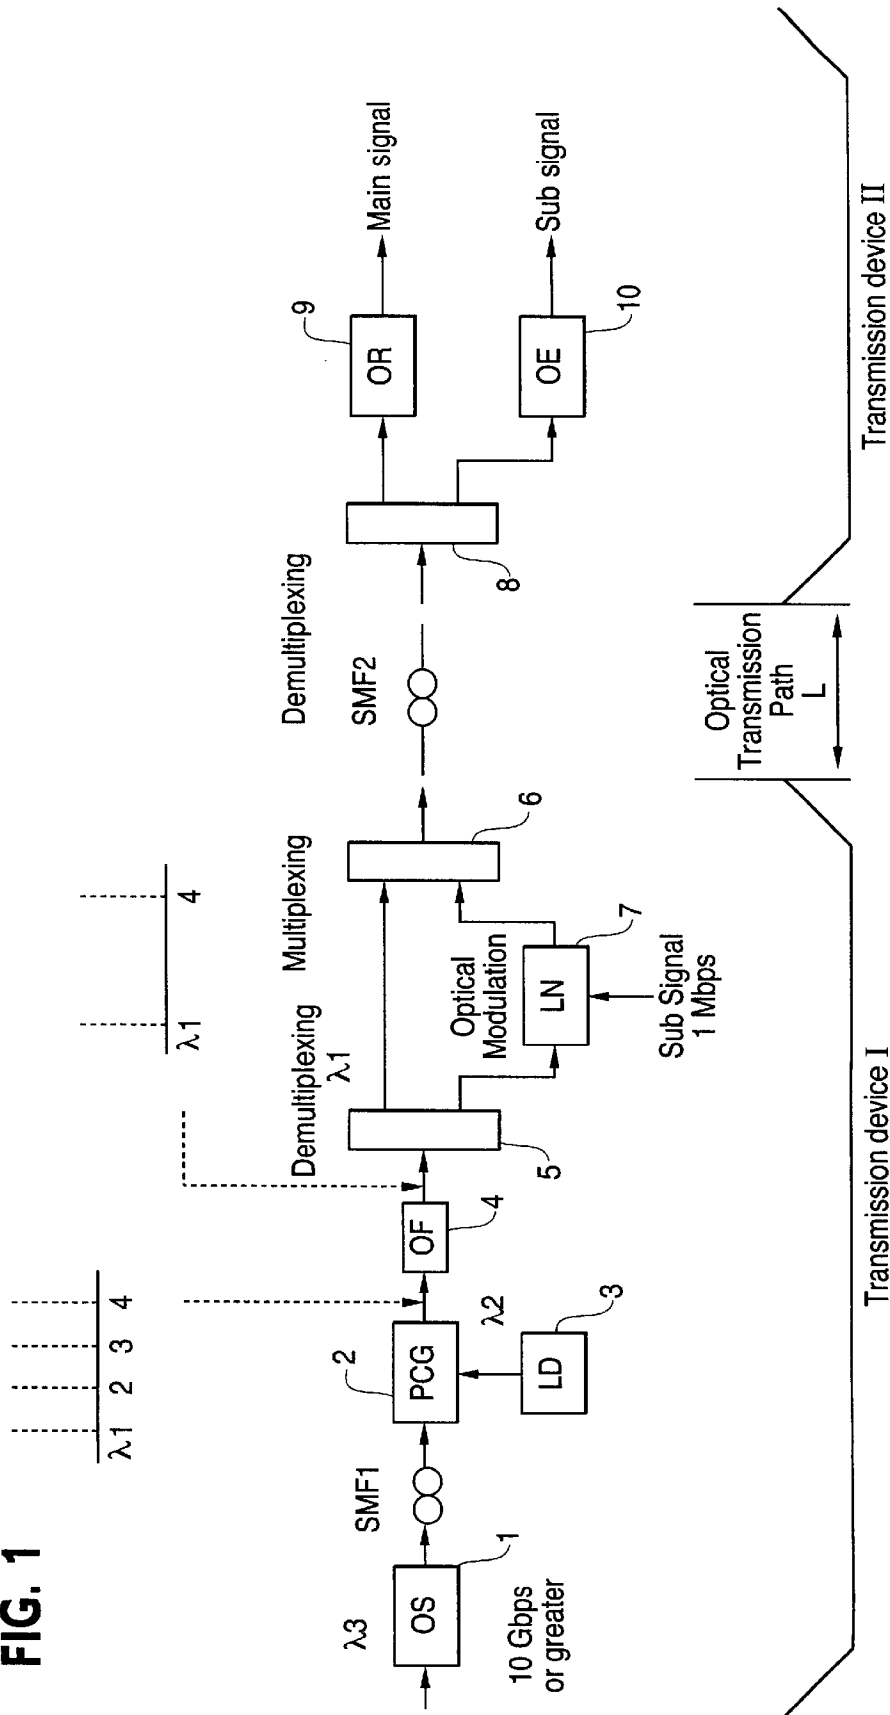 FIG. 1
λ1 2 3 4
λ1 4
λ3
OS
1
10 Gbps
or greater
SMF1
2
PCG
λ2
LD
3
OF
4
Demultiplexing
λ1
5
Optical
Modulation
LN
7
Sub Signal
1 Mbps
Multiplexing
6
SMF2
Demultiplexing
8
9
OR
Main signal
OE
10
Sub signal
Transmission device I
Optical
Transmission
Path
L
Transmission device II